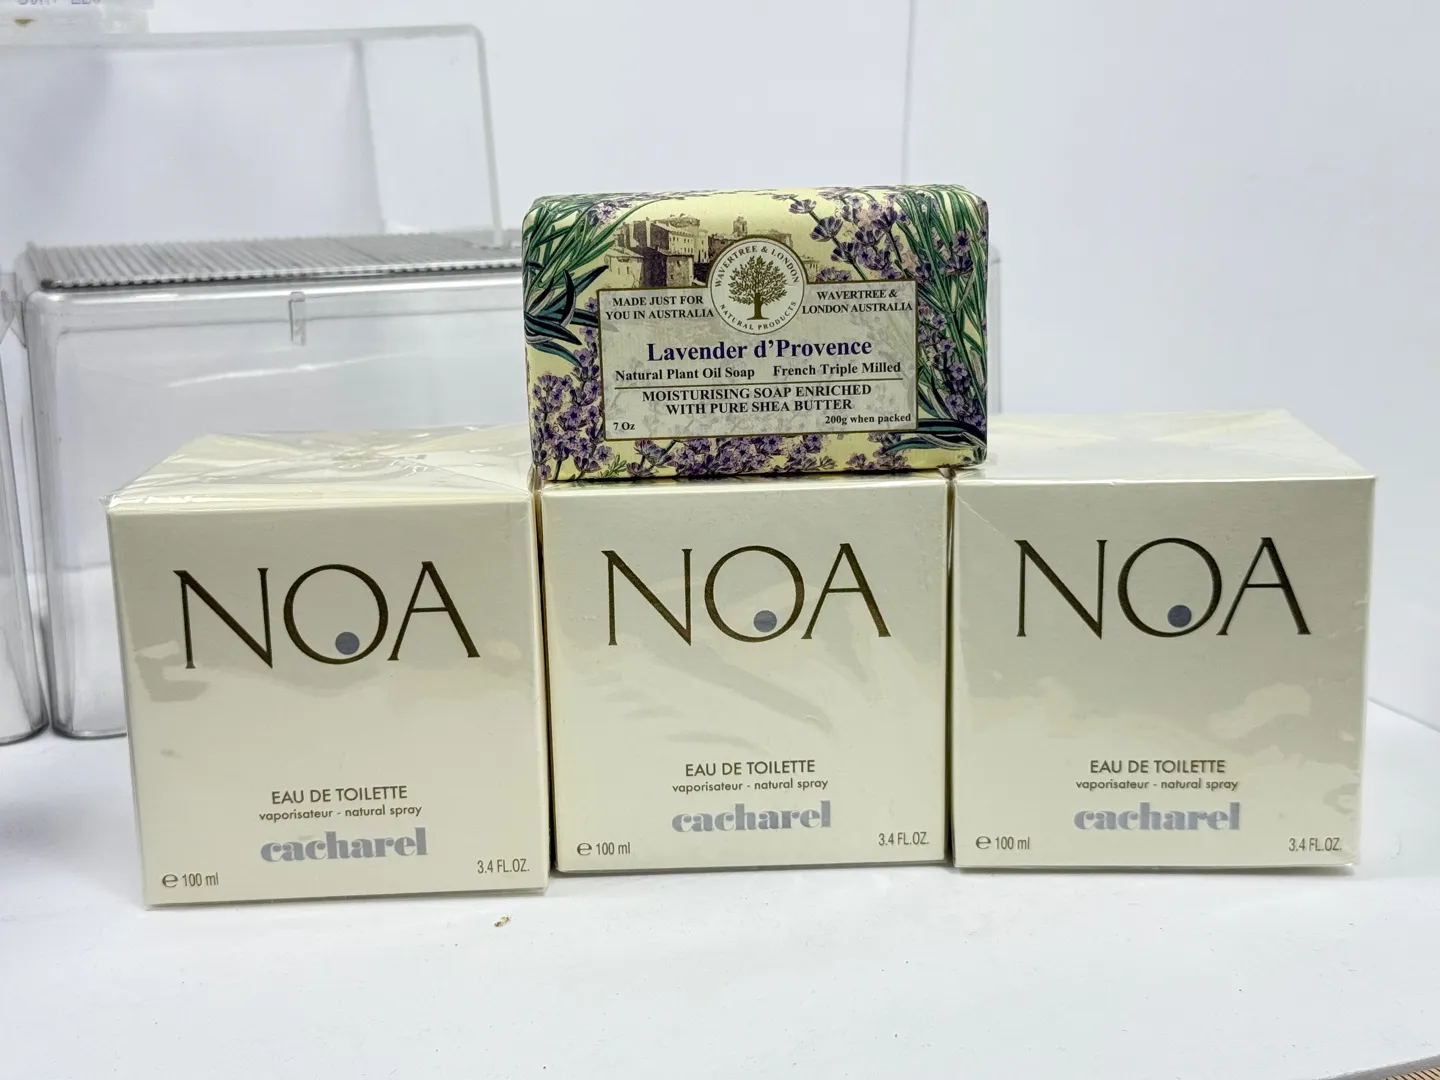 WAVERTREE & LONDON
NATURAL PRODUCTS
MADE JUST FOR
YOU IN AUSTRALIA
WAVERTREE &
LONDON AUSTRALIA
Lavender d'Provence
Natural Plant Oil Soap French Triple Milled
MOISTURISING SOAP ENRICHED
WITH PURE SHEA BUTTER
7 Oz
200g when packed
NOA
EAU DE TOILETTE
vaporisateur - natural spray
cacharel
℮ 100 ml
3.4 FL.OZ.
NOA
EAU DE TOILETTE
vaporisateur - natural spray
cacharel
℮ 100 ml
3.4 FL.OZ.
NOA
EAU DE TOILETTE
vaporisateur - natural spray
cacharel
℮ 100 ml
3.4 FL.OZ.